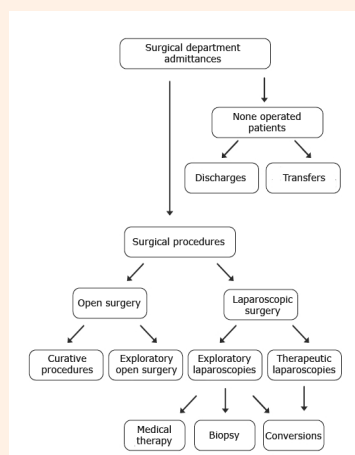 Surgical department
admittances
None operated
patients
Discharges
Transfers
Surgical procedures
Open surgery
Laparoscopic
surgery
Curative
procedures
Exploratory
open surgery
Exploratory
laparoscopies
Therapeutic
laparoscopies
Medical
therapy
Biopsy
Conversions